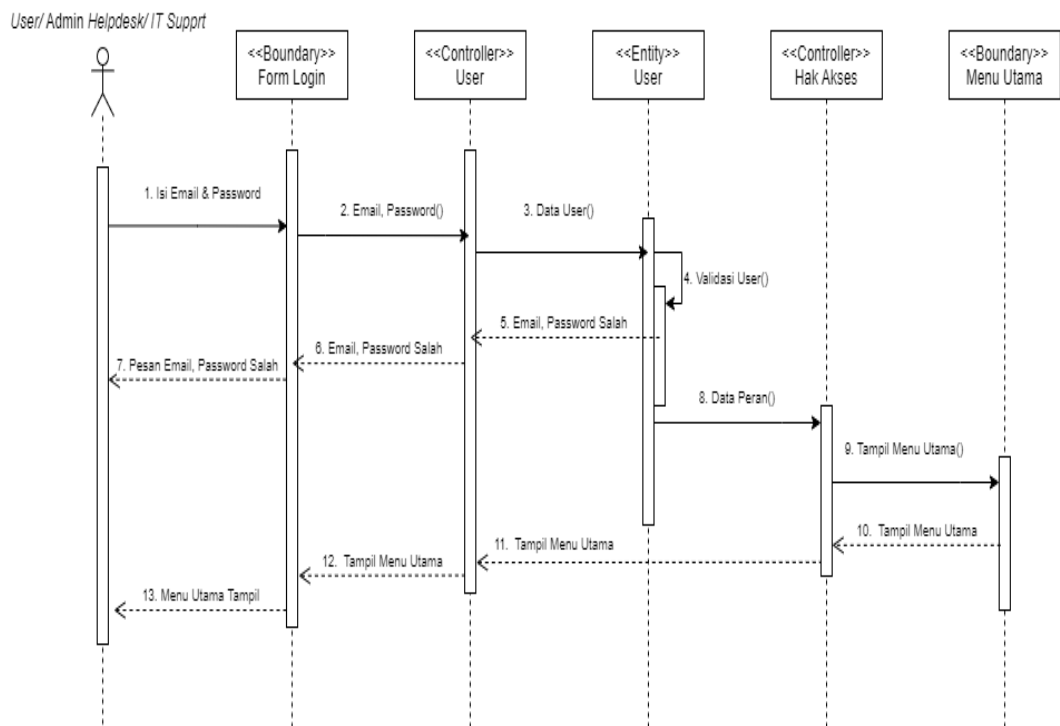 User/ Admin Helpdesk/ IT Supprt
<<Boundary>>
Form Login
<<Controller>>
User
<<Entity>>
User
<<Controller>>
Hak Akses
<<Boundary>>
Menu Utama
1. Isi Email & Password
2. Email, Password()
3. Data User()
4. Validasi User()
5. Email, Password Salah
6. Email, Password Salah
7. Pesan Email, Password Salah
8. Data Peran()
9. Tampil Menu Utama()
10. Tampil Menu Utama
11. Tampil Menu Utama
12. Tampil Menu Utama
13. Menu Utama Tampil